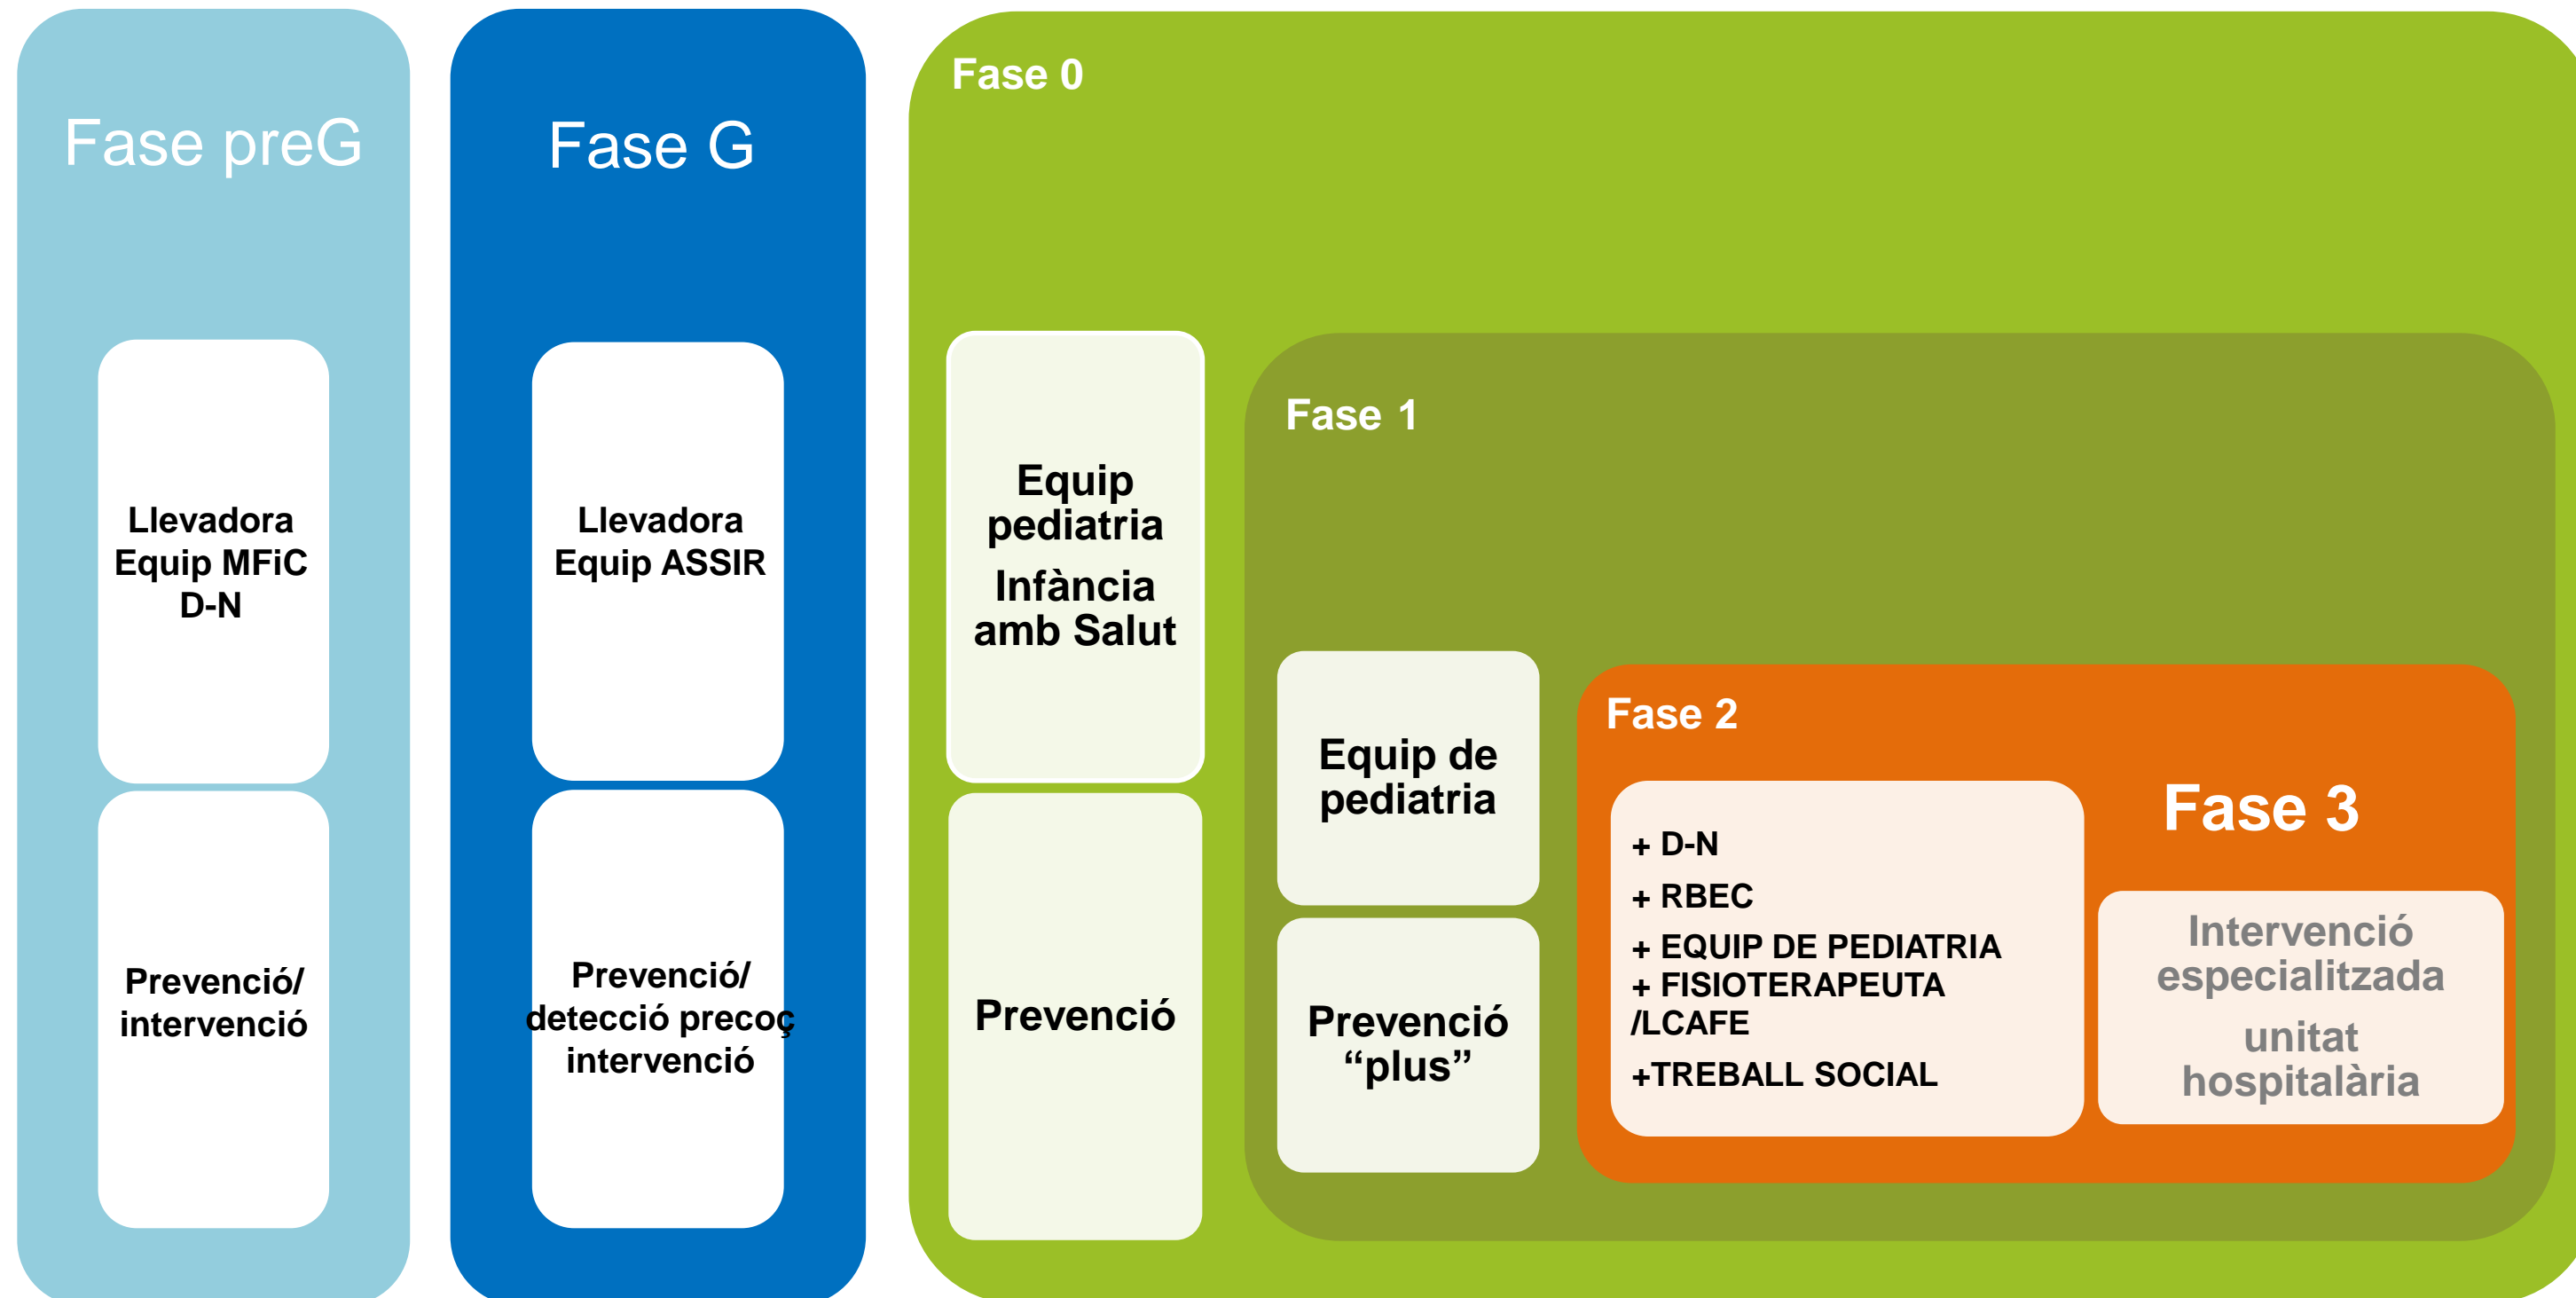 Fase preG
Llevadora
Equip MFiC
D-N
Prevenció/
intervenció
Fase G
Llevadora
Equip ASSIR
Prevenció/
detecció precoç
intervenció
Fase 0
Equip
pediatria
Infància
amb Salut
Prevenció
Fase 1
Equip de
pediatria
Prevenció
“plus”
Fase 2
+ D-N
+ RBEC
+ EQUIP DE PEDIATRIA
+ FISIOTERAPEUTA
/LCAFE
+TREBALL SOCIAL
Fase 3
Intervenció
especialitzada
unitat
hospitalària